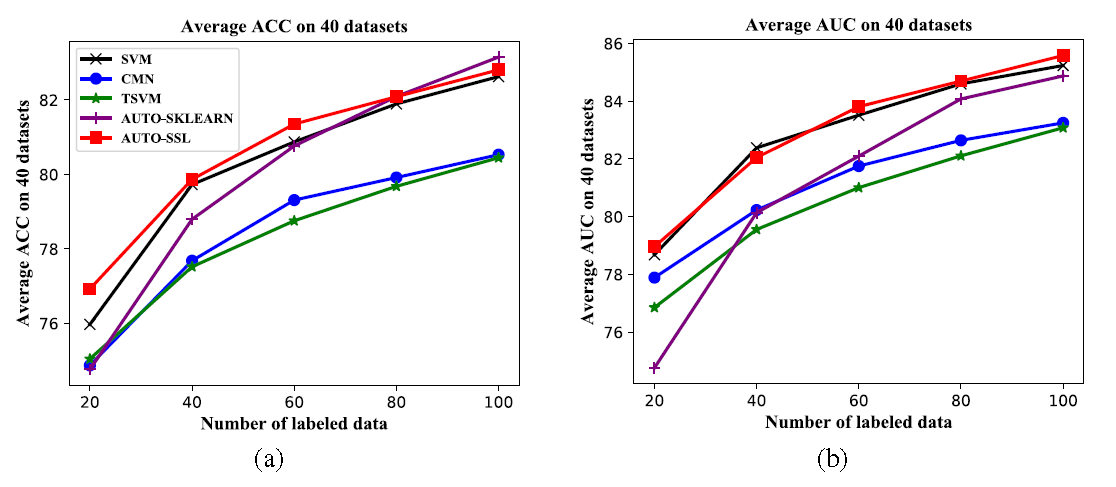 Average ACC on 40 datasets
SVM
CMN
TSVM
AUTO-SKLEARN
AUTO-SSL
82
80
78
76
Average ACC on 40 datasets
20 40 60 80 100
Number of labeled data
(a)
Average AUC on 40 datasets
86
84
82
80
78
76
Average AUC on 40 datasets
20 40 60 80 100
Number of labeled data
(b)